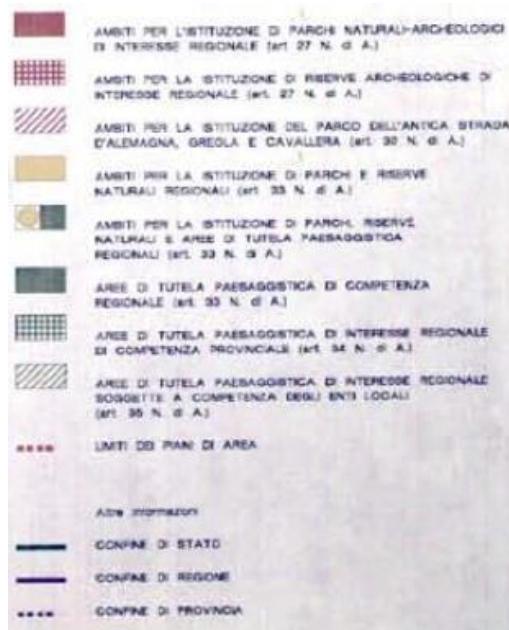 AMBITI PER L'ISTITUZIONE DI PARCHI NATURALI-ARCHEOLOGICI
DI INTERESSE REGIONALE (art. 27 N. di A.)
AMBITI PER LA ISTITUZIONE DI RISERVE ARCHEOLOGICHE DI
INTERESSE REGIONALE (art. 27 N. di A.)
AMBITI PER LA ISTITUZIONE DEL PARCO DELL'ANTICA STRADA
D'ALEMAGNA, GREOLA E CAVALLERA (art. 30 N. di A.)
AMBITI PER LA ISTITUZIONE DI PARCHI E RISERVE
NATURALI REGIONALI (art. 33 N. di A.)
AMBITI PER LA ISTITUZIONE DI PARCHI, RISERVE
NATURALI E AREE DI TUTELA PAESAGGISTICA
REGIONALI (art. 33 N. di A.)
AREE DI TUTELA PAESAGGISTICA DI COMPETENZA
REGIONALE (art. 33 N. di A.)
AREE DI TUTELA PAESAGGISTICA DI INTERESSE REGIONALE
DI COMPETENZA PROVINCIALE (art. 34 N. di A.)
AREE DI TUTELA PAESAGGISTICA DI INTERESSE REGIONALE
SOGGETTE A COMPETENZA DEGLI ENTI LOCALI
(art. 35 N. di A.)
LIMITI DEI PIANI DI AREA
Altre informazioni
CONFINE DI STATO
CONFINE DI REGIONE
CONFINE DI PROVINCIA